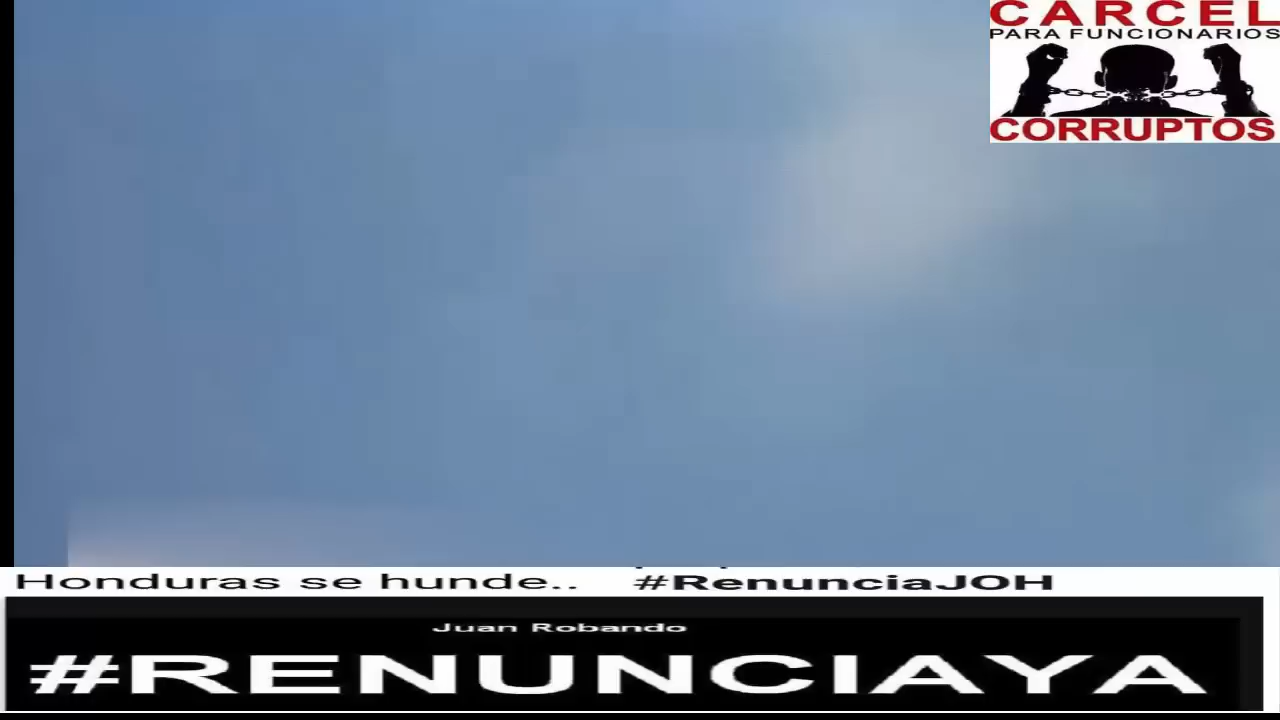 CARCEL
PARA FUNCIONARIOS
CORRUPTOS
Honduras se hunde.. #RenunciaJOH
Juan Robando
#RENUNCIAYA